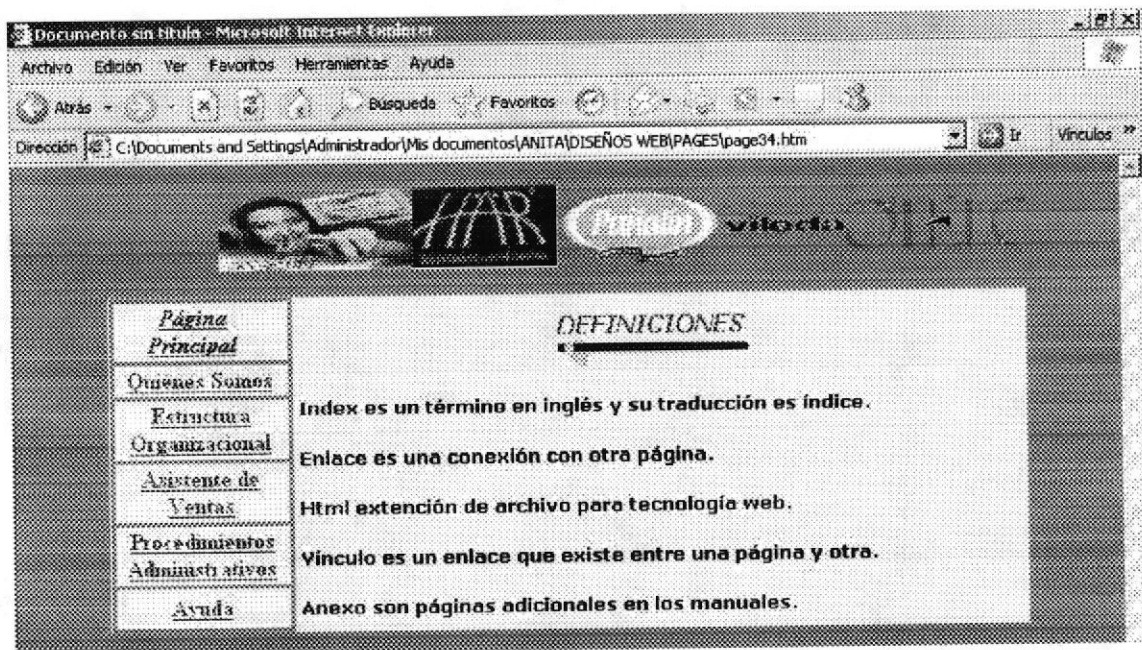 Documento sin título - Microsoft Internet Explorer
Archivo Edición Ver Favoritos Herramientas Ayuda
Atrás Búsqueda Favoritos
Dirección C:\Documents and Settings\Administrador\Mis documentos\ANITA\DISEÑOS WEB\PAGES\page34.htm Ir Vínculos »
vileda
Página
Principal
Quienes Somos
Estructura
Organizacional
Asistente de
Ventas
Procedimientos
Administrativos
Ayuda
DEFINICIONES
Index es un término en inglés y su traducción es índice.
Enlace es una conexión con otra página.
Html extención de archivo para tecnología web.
Vínculo es un enlace que existe entre una página y otra.
Anexo son páginas adicionales en los manuales.